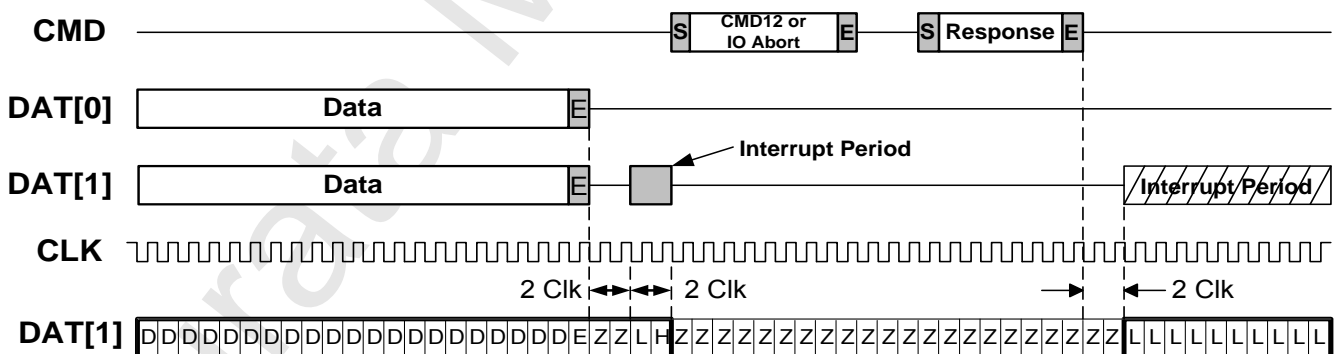 CMD S CMD12 or IO Abort E S Response E
DAT[0] Data E
Interrupt Period
DAT[1] Data E Interrupt Period
CLK
2 Clk 2 Clk 2 Clk
DAT[1] D D D D D D D D D D D D D D D D D D D D D E Z Z L H Z Z Z Z Z Z Z Z Z Z Z Z Z Z Z Z Z Z Z Z Z Z L L L L L L L L L L